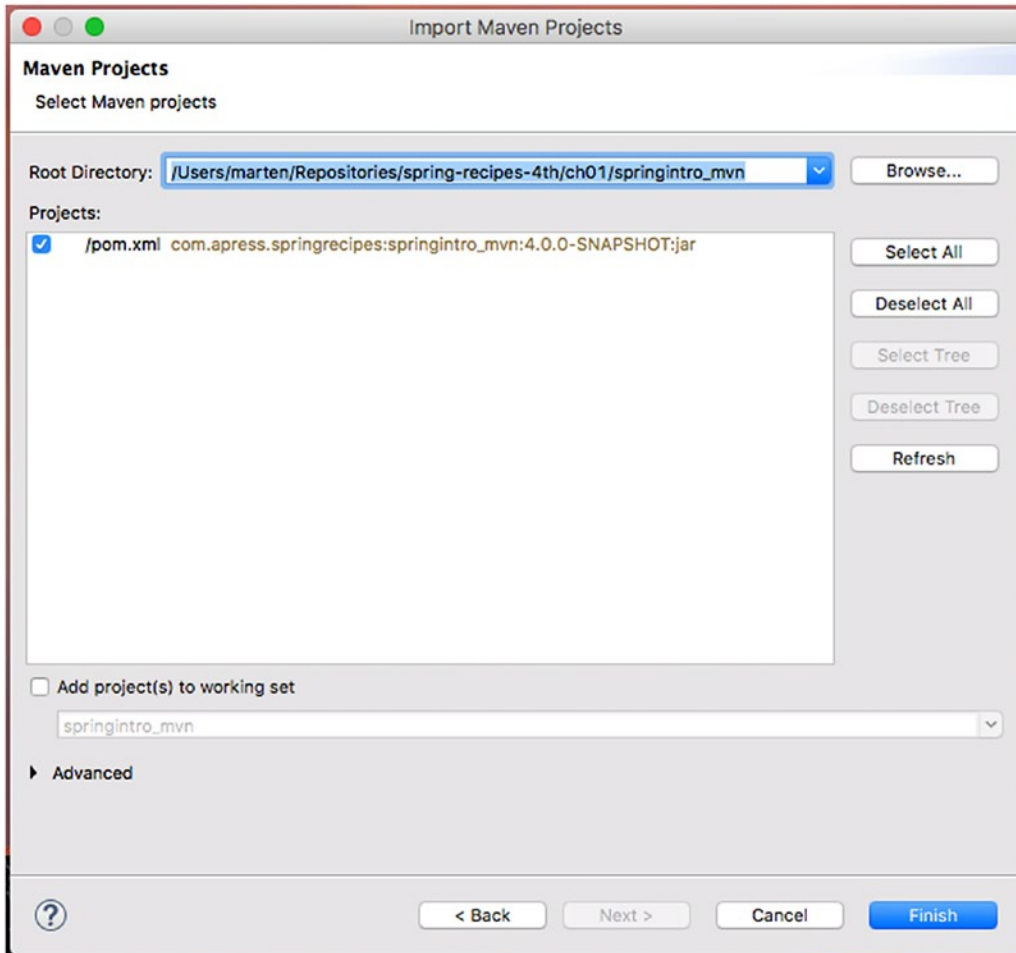 Import Maven Projects
Maven Projects
Select Maven projects
Root Directory: /Users/marten/Repositories/spring-recipes-4th/ch01/springintro_mvn Browse...
Projects:
/pom.xml com.apress.springrecipes:springintro_mvn:4.0.0-SNAPSHOT:jar
Select All
Deselect All
Select Tree
Deselect Tree
Refresh
Add project(s) to working set
springintro_mvn
Advanced
? < Back Next > Cancel Finish